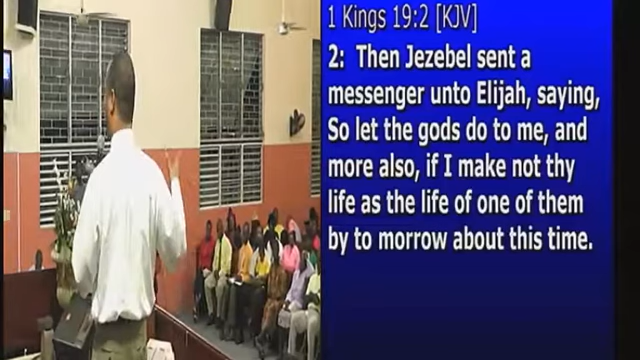 1 Kings 19:2 [KJV]
2: Then Jezebel sent a
messenger unto Elijah, saying,
So let the gods do to me, and
more also, if I make not thy
life as the life of one of them
by to morrow about this time.